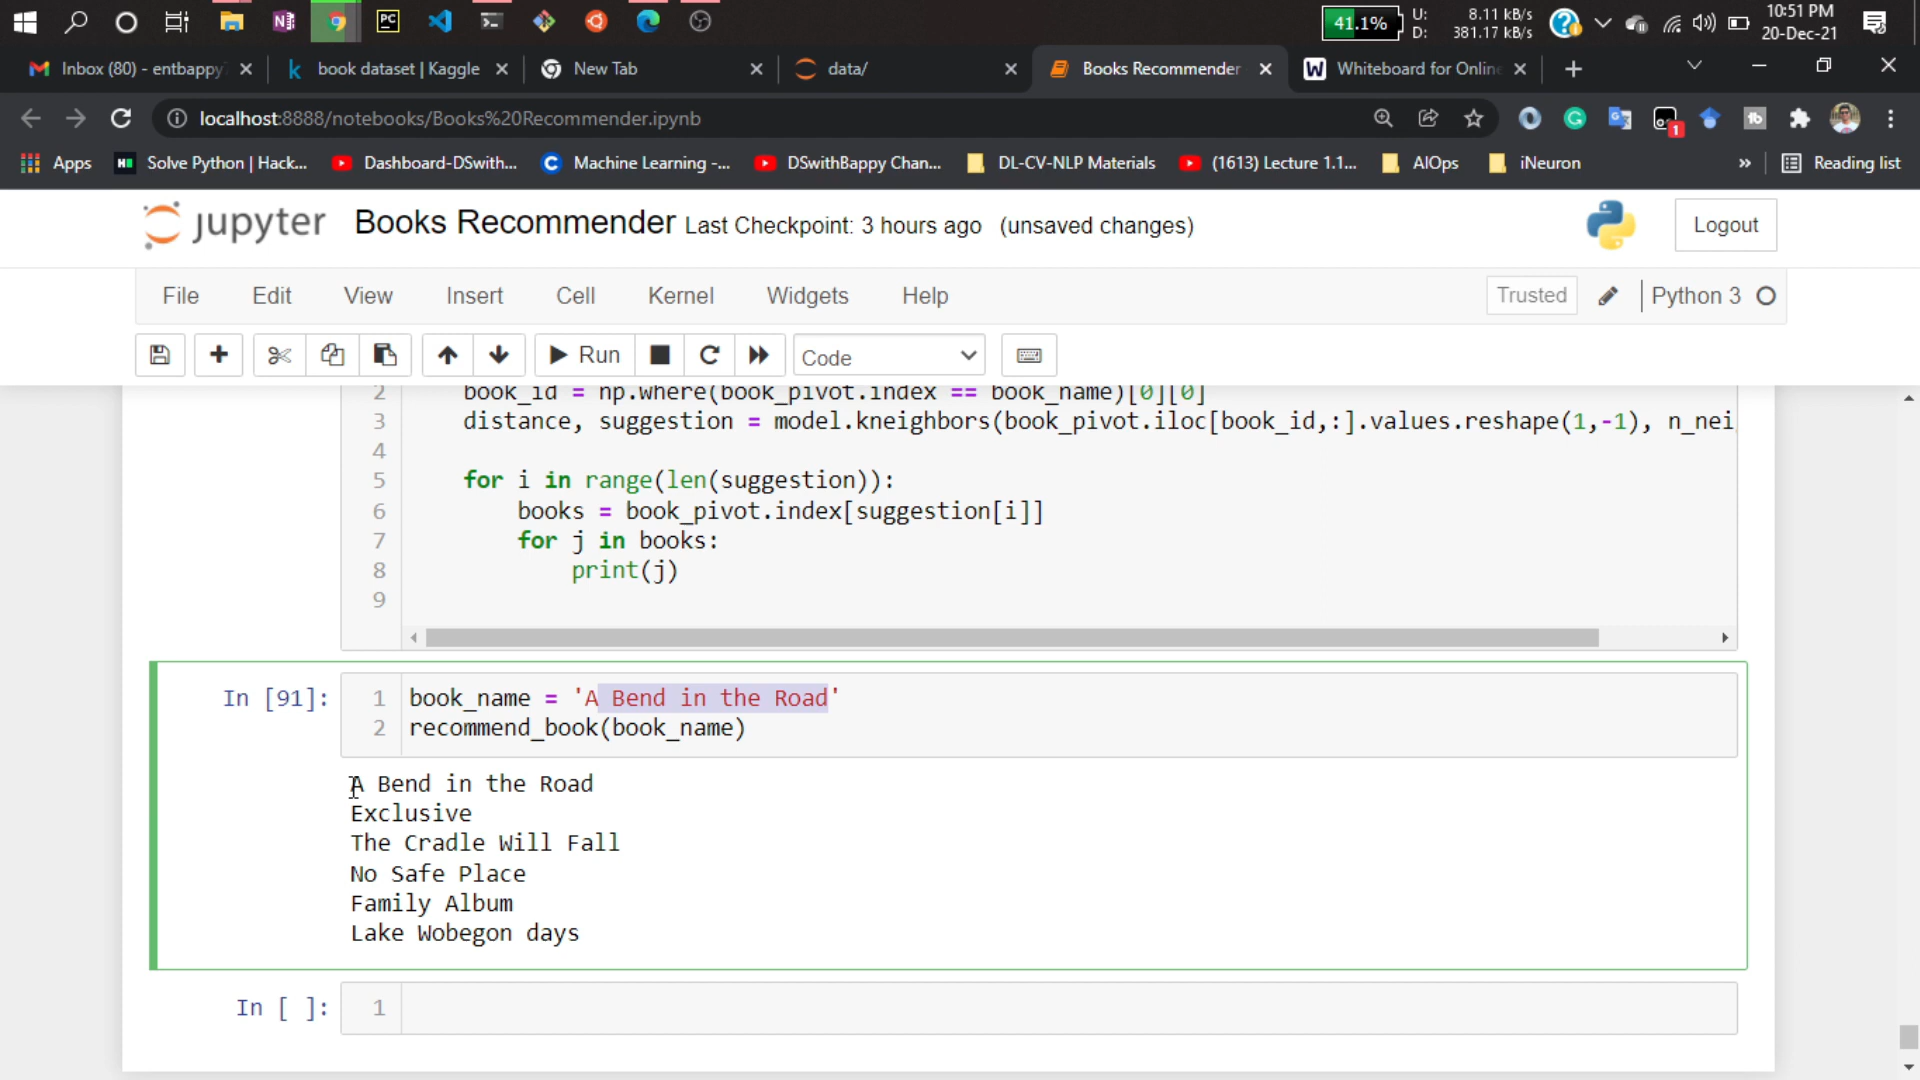 41.1%
U: 8.11 kB/s
D: 381.17 kB/s
10:51 PM
20-Dec-21
Inbox (80) - entbappy
book dataset | Kaggle
New Tab
data/
Books Recommender
Whiteboard for Online
localhost:8888/notebooks/Books%20Recommender.ipynb
Apps
Solve Python | Hack...
Dashboard-DSwith...
Machine Learning -...
DSwithBappy Chan...
DL-CV-NLP Materials
(1613) Lecture 1.1...
AIOps
iNeuron
»
Reading list
jupyter Books Recommender Last Checkpoint: 3 hours ago (unsaved changes)
Logout
File Edit View Insert Cell Kernel Widgets Help
Trusted
Python 3
Run
Code
2 book_id = np.where(book_pivot.index == book_name)[0][0]
3 distance, suggestion = model.kneighbors(book_pivot.iloc[book_id,:].values.reshape(1,-1), n_nei
4
5 for i in range(len(suggestion)):
6 books = book_pivot.index[suggestion[i]]
7 for j in books:
8 print(j)
9
In [91]: 1 book_name = 'A Bend in the Road'
2 recommend_book(book_name)
A Bend in the Road
Exclusive
The Cradle Will Fall
No Safe Place
Family Album
Lake Wobegon days
In [ ]: 1